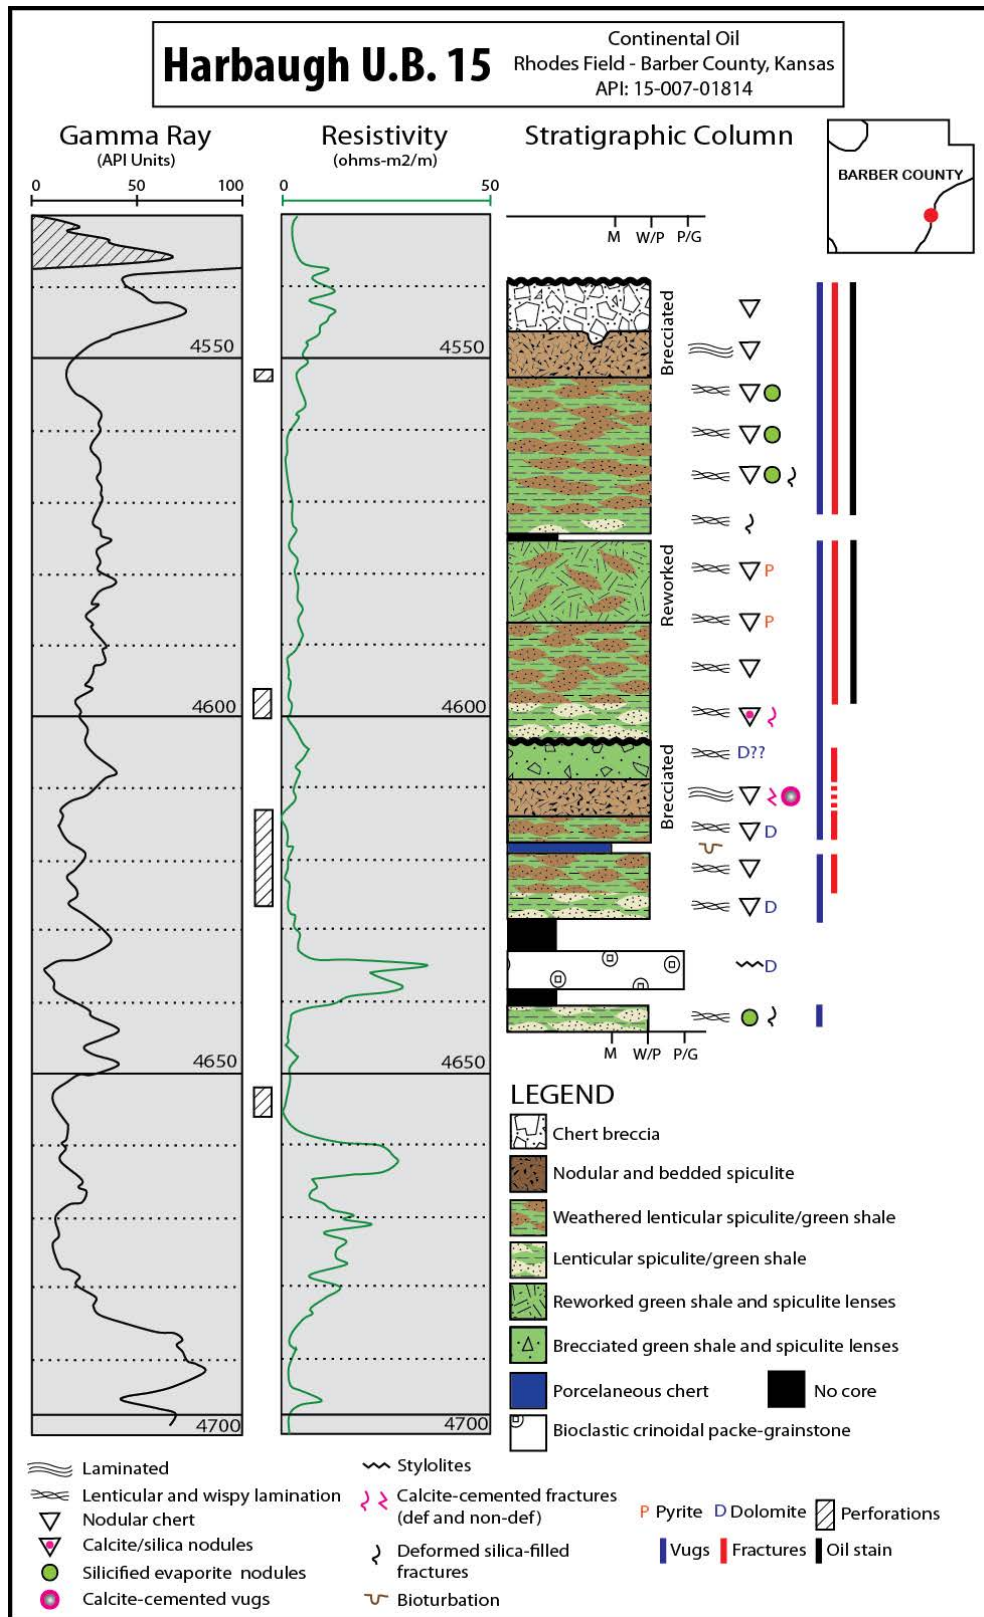 Harbaugh U.B. 15
Continental Oil
Rhodes Field - Barber County, Kansas
API: 15-007-01814
Gamma Ray
(API Units)
Resistivity
(ohms-m2/m)
Stratigraphic Column
0 50 100
0 50
M W/P P/G
BARBER COUNTY
4550 4550
4600 4600
4650 4650
4700 4700
Brecciated
Reworked
P
P
Brecciated
D??
D
D
D
M W/P P/G
LEGEND
Chert breccia
Nodular and bedded spiculite
Weathered lenticular spiculite/green shale
Lenticular spiculite/green shale
Reworked green shale and spiculite lenses
Brecciated green shale and spiculite lenses
Porcelaneous chert
No core
Bioclastic crinoidal packe-grainstone
Laminated
Lenticular and wispy lamination
Nodular chert
Calcite/silica nodules
Silicified evaporite nodules
Calcite-cemented vugs
Stylolites
Calcite-cemented fractures
(def and non-def)
Deformed silica-filled
fractures
Bioturbation
P Pyrite D Dolomite Perforations
Vugs Fractures Oil stain